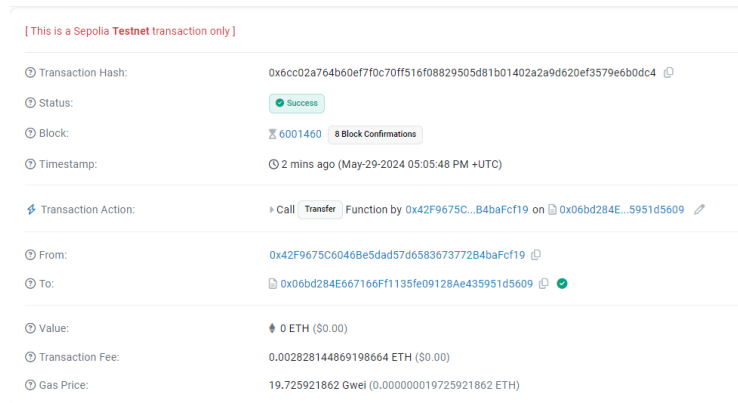 [ This is a Sepolia Testnet transaction only ]
Transaction Hash: 0x6cc02a764b60ef7f0c70ff516f08829505d81b01402a2a9d620ef3579e6b0dc4
Status: Success
Block: 6001460 8 Block Confirmations
Timestamp: 2 mins ago (May-29-2024 05:05:48 PM +UTC)
Transaction Action: Call Transfer Function by 0x42F9675C...B4baFcf19 on 0x06bd284E...5951d5609
From: 0x42F9675C6046Be5dad57d6583673772B4baFcf19
To: 0x06bd284E667166Ff1135fe09128Ae435951d5609
Value: 0 ETH ($0.00)
Transaction Fee: 0.002828144869198664 ETH ($0.00)
Gas Price: 19.725921862 Gwei (0.000000019725921862 ETH)